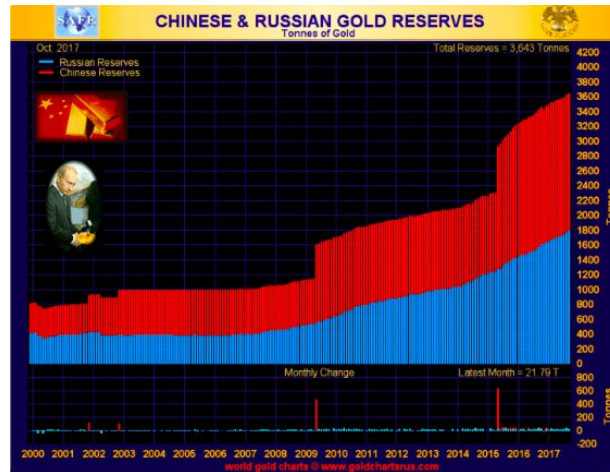 SAFE
CHINESE & RUSSIAN GOLD RESERVES
Tonnes of Gold
Oct 2017
Total Reserves = 3,643 Tonnes
Russian Reserves
Chinese Reserves
4200
4000
3800
3600
3400
3200
3000
2800
2600
2400
2200
2000
1800
1600
1400
1200
1000
800
600
400
200
0
Tonnes
Monthly Change
Latest Month = 21.79 T
800
600
400
200
0
-200
Tonnes
2000 2001 2002 2003 2004 2005 2006 2007 2008 2009 2010 2011 2012 2013 2014 2015 2016 2017
world gold charts © www.goldchartsrus.com